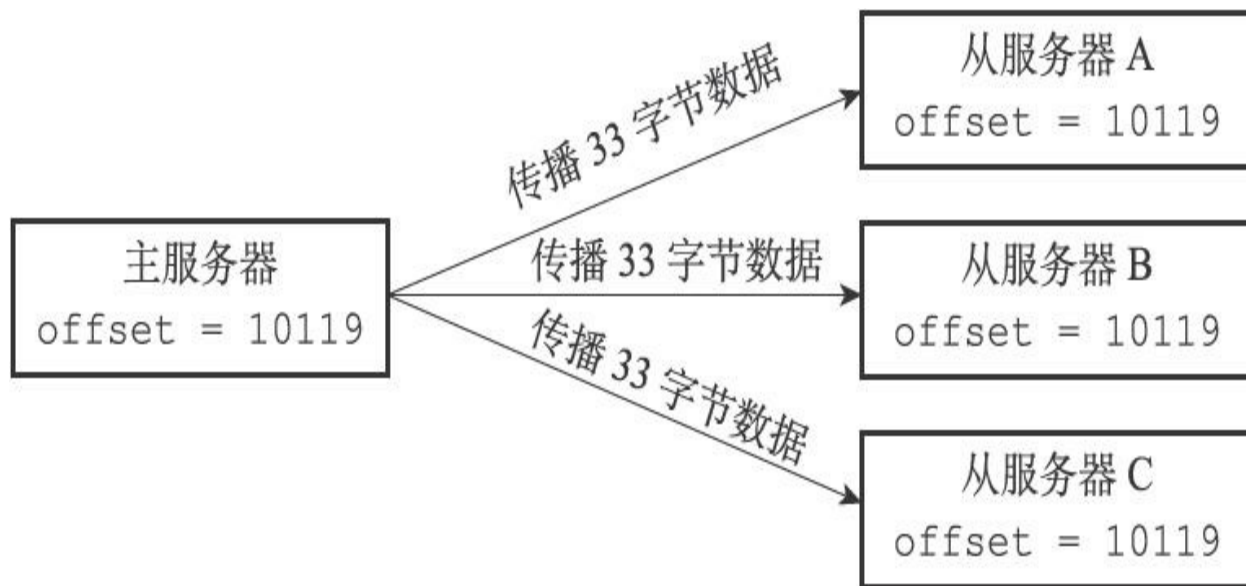 从服务器 A
offset = 10119
传播 33 字节数据
主服务器
offset = 10119
传播 33 字节数据
从服务器 B
offset = 10119
传播 33 字节数据
从服务器 C
offset = 10119